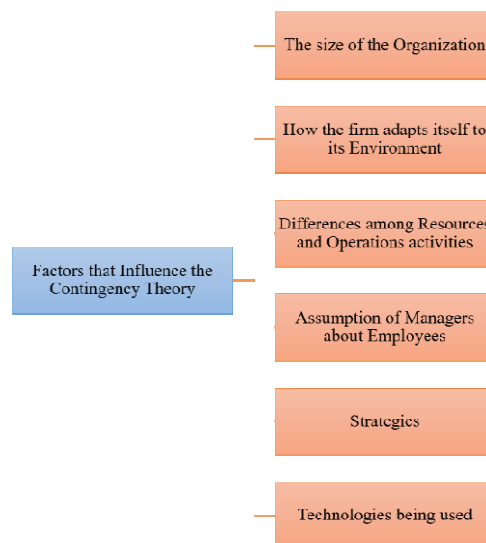 The size of the Organization
How the firm adapts itself to
its Environment
Differences among Resources
and Operations activities
Factors that Influence the
Contingency Theory
Assumption of Managers
about Employees
Strategies
Technologies being used